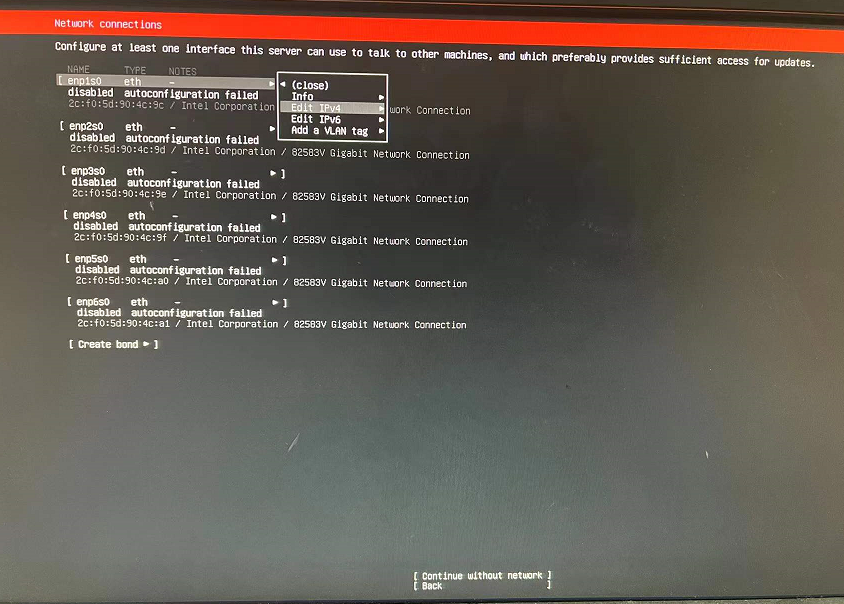 Network connections
Configure at least one interface this server can use to talk to other machines, and which preferably provides sufficient access for updates.
NAME TYPE NOTES
[ enp1s0 eth - ▸
disabled autoconfiguration failed
2c:f0:5d:90:4c:9c / Intel Corporation work Connection
◂ (close)
Info ▸
Edit IPv4 ▸
Edit IPv6 ▸
Add a VLAN tag ▸
[ enp2s0 eth - ▸
disabled autoconfiguration failed
2c:f0:5d:90:4c:9d / Intel Corporation / 82583V Gigabit Network Connection
[ enp3s0 eth - ▸ ]
disabled autoconfiguration failed
2c:f0:5d:90:4c:9e / Intel Corporation / 82583V Gigabit Network Connection
[ enp4s0 eth - ▸ ]
disabled autoconfiguration failed
2c:f0:5d:90:4c:9f / Intel Corporation / 82583V Gigabit Network Connection
[ enp5s0 eth - ▸ ]
disabled autoconfiguration failed
2c:f0:5d:90:4c:a0 / Intel Corporation / 82583V Gigabit Network Connection
[ enp6s0 eth - ▸ ]
disabled autoconfiguration failed
2c:f0:5d:90:4c:a1 / Intel Corporation / 82583V Gigabit Network Connection
[ Create bond ▸ ]
[ Continue without network ]
[ Back ]